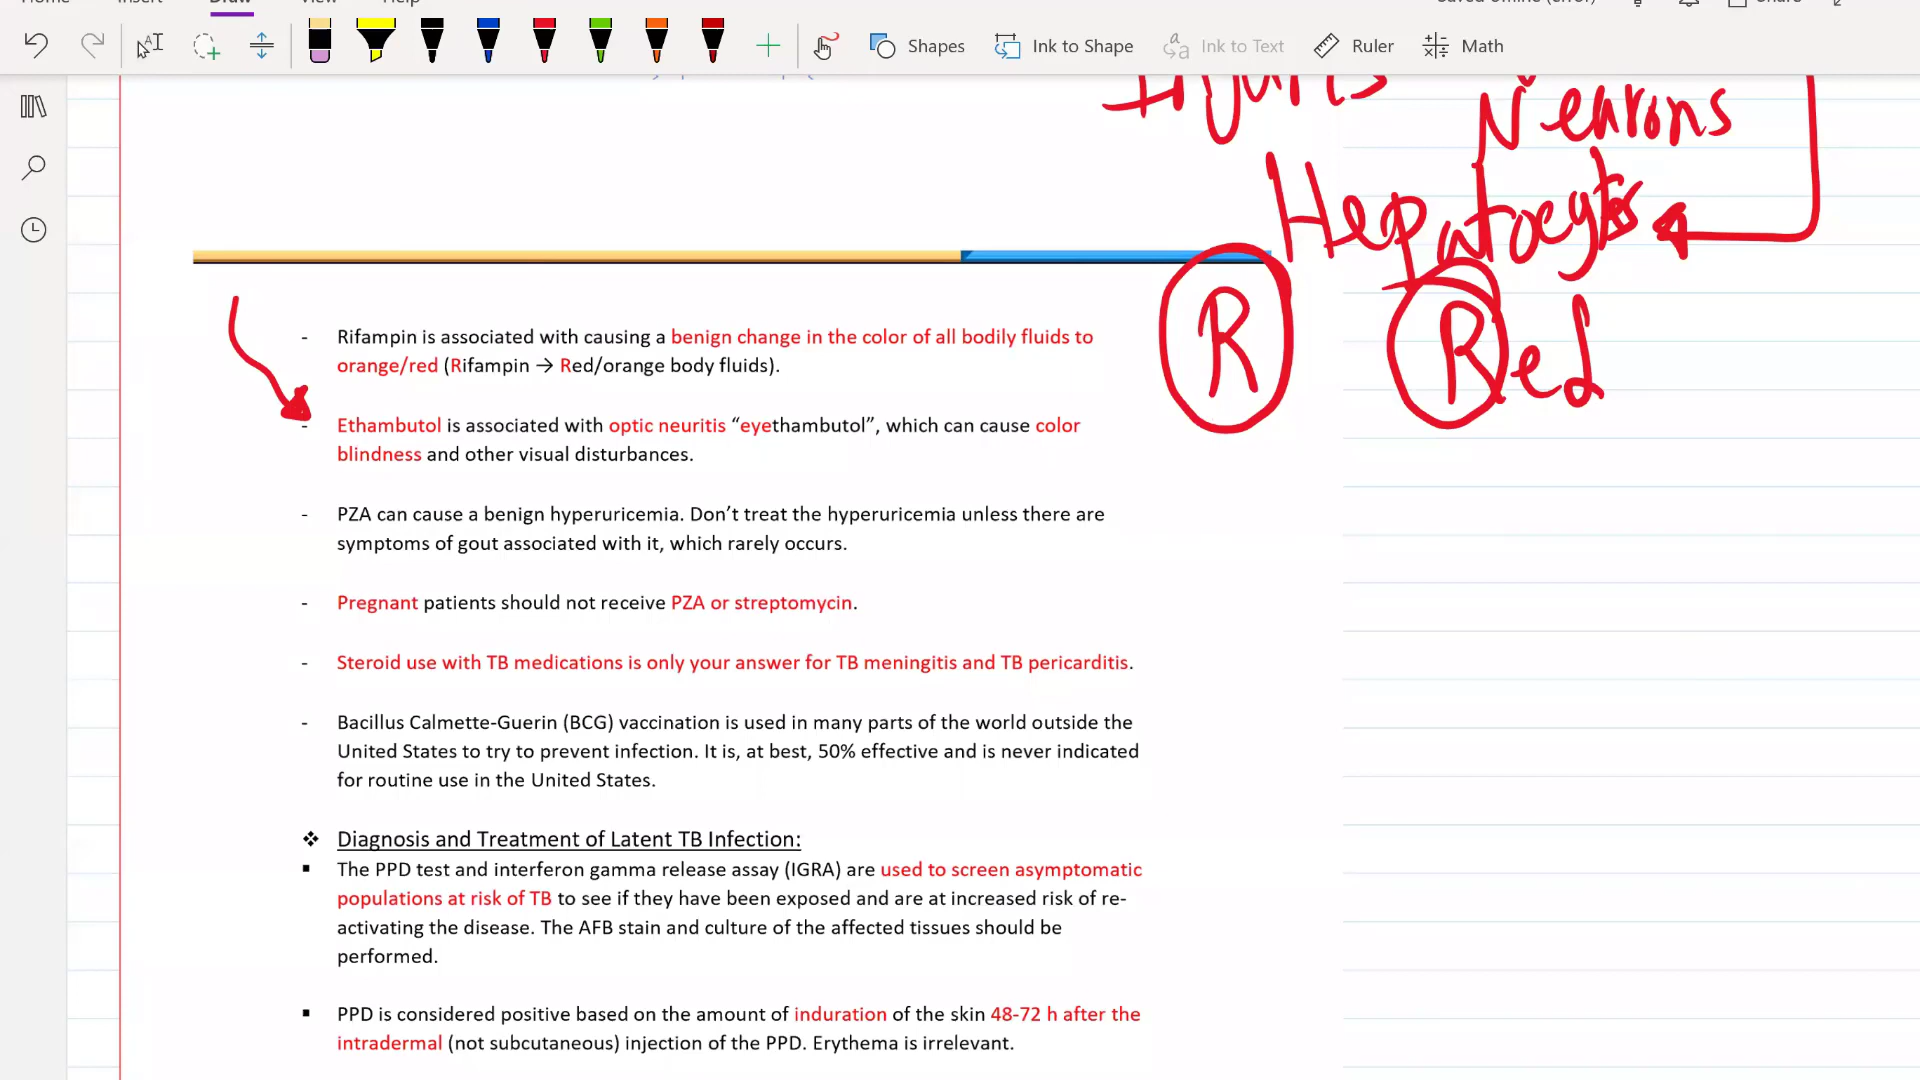 Home Insert Draw View Help Saved online (error) Share
Shapes Ink to Shape Ink to Text Ruler Math
Neurons
Hepatocytes
R Red
- Rifampin is associated with causing a benign change in the color of all bodily fluids to
orange/red (Rifampin → Red/orange body fluids).
- Ethambutol is associated with optic neuritis “eyethambutol”, which can cause color
blindness and other visual disturbances.
- PZA can cause a benign hyperuricemia. Don’t treat the hyperuricemia unless there are
symptoms of gout associated with it, which rarely occurs.
- Pregnant patients should not receive PZA or streptomycin.
- Steroid use with TB medications is only your answer for TB meningitis and TB pericarditis.
- Bacillus Calmette-Guerin (BCG) vaccination is used in many parts of the world outside the
United States to try to prevent infection. It is, at best, 50% effective and is never indicated
for routine use in the United States.
❖ Diagnosis and Treatment of Latent TB Infection:
▪ The PPD test and interferon gamma release assay (IGRA) are used to screen asymptomatic
populations at risk of TB to see if they have been exposed and are at increased risk of re-
activating the disease. The AFB stain and culture of the affected tissues should be
performed.
▪ PPD is considered positive based on the amount of induration of the skin 48-72 h after the
intradermal (not subcutaneous) injection of the PPD. Erythema is irrelevant.